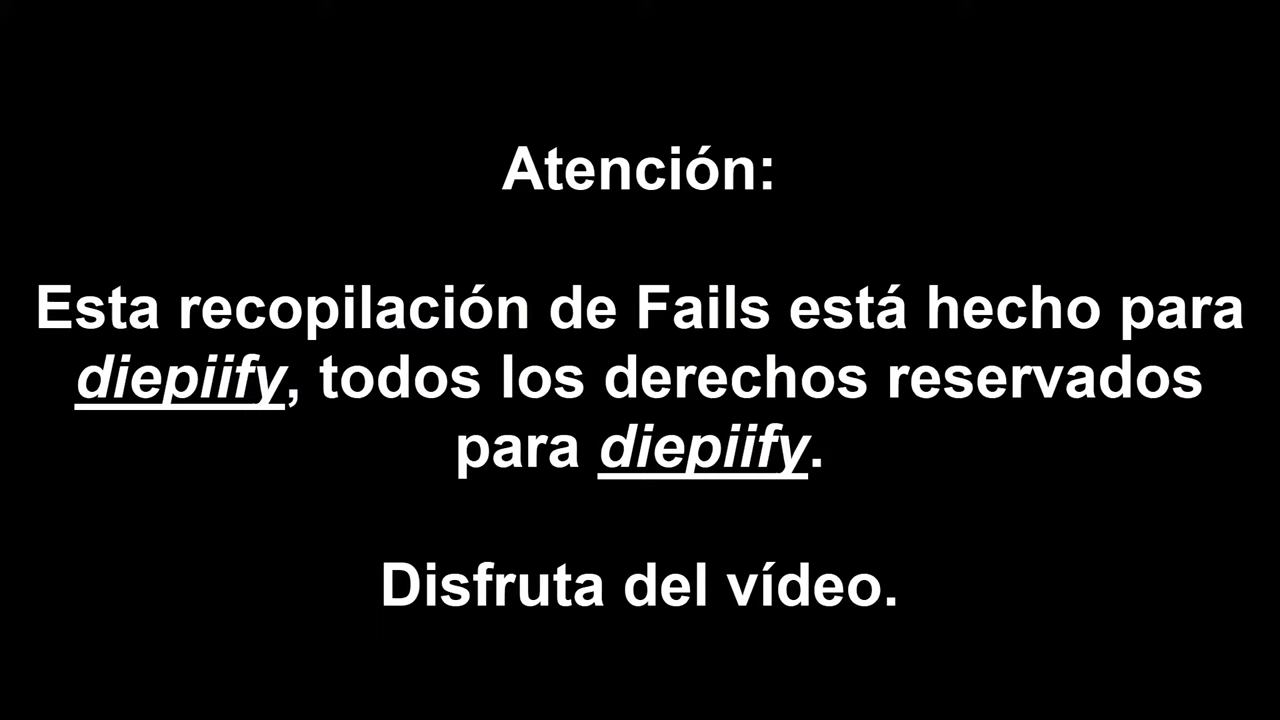 Atención:
Esta recopilación de Fails está hecho para
diepiify, todos los derechos reservados
para diepiify.
Disfruta del vídeo.